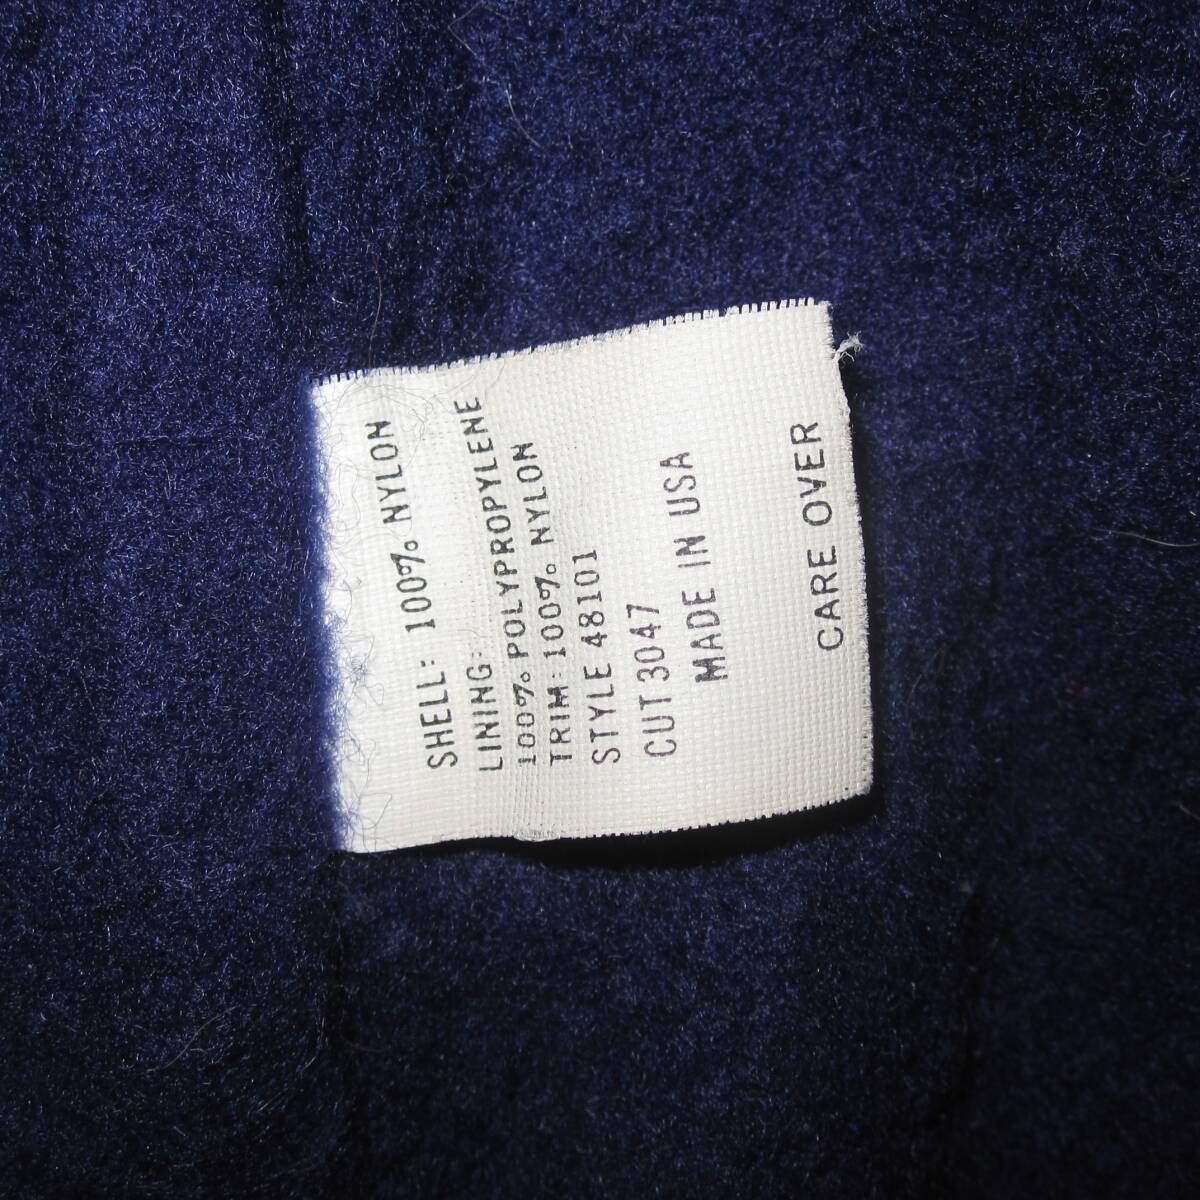 SHELL: 100% NYLON
LINING:
100% POLYPROPYLENE
TRIM: 100% NYLON
STYLE 48101
CUT 3047
MADE IN USA
CARE OVER